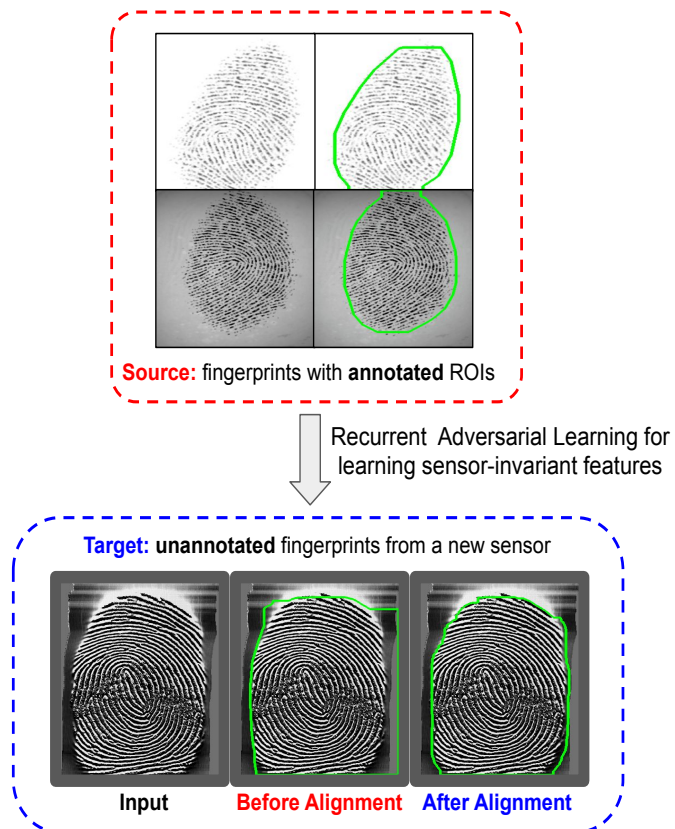 Source: fingerprints with annotated ROIs
Recurrent Adversarial Learning for
learning sensor-invariant features
Target: unannotated fingerprints from a new sensor
Input
Before Alignment
After Alignment